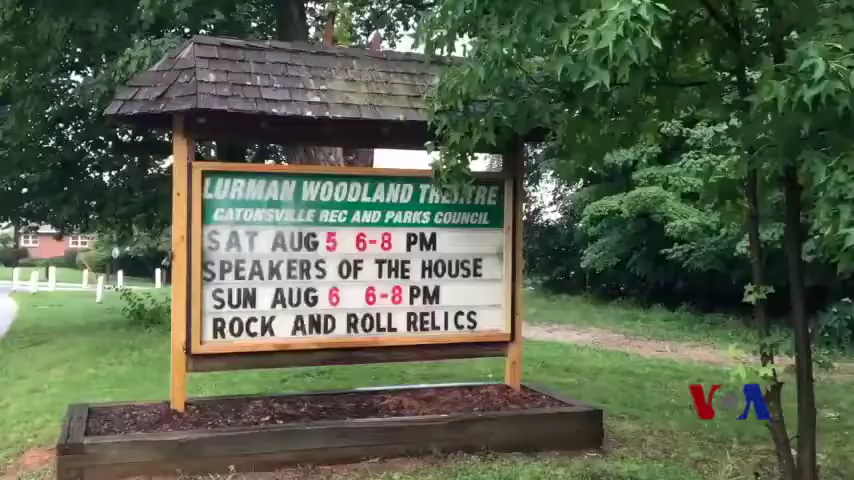 LURMAN WOODLAND THEATRE
CATONSVILLE REC AND PARKS COUNCIL
SAT AUG 5 6-8 PM
SPEAKERS OF THE HOUSE
SUN AUG 6 6-8 PM
ROCK AND ROLL RELICS
VOA